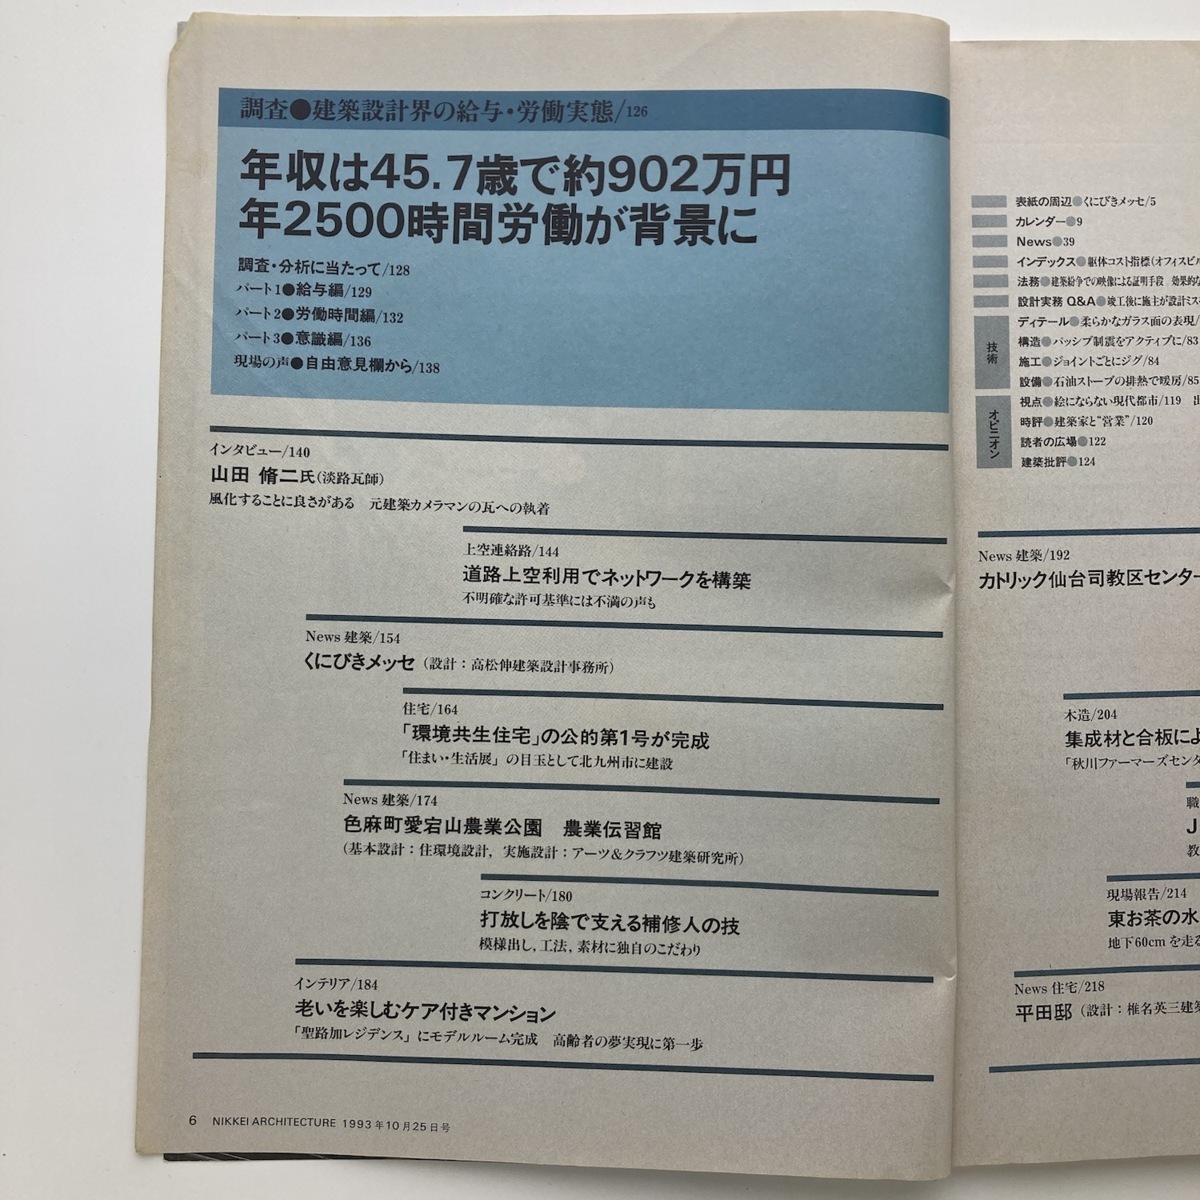 調査●建築設計界の給与・労働実態/126
年収は45.7歳で約902万円
年2500時間労働が背景に
調査・分析に当たって/128
パート1●給与編/129
パート2●労働時間編/132
パート3●意識編/136
現場の声●自由意見欄から/138
インタビュー/140
山田 脩二氏(淡路瓦師)
風化することに良さがある 元建築カメラマンの瓦への執着
上空連絡路/144
道路上空利用でネットワークを構築
不明確な許可基準には不満の声も
News 建築/154
くにびきメッセ(設計：高松伸建築設計事務所)
住宅/164
「環境共生住宅」の公的第1号が完成
「住まい・生活展」の目玉として北九州市に建設
News 建築/174
色麻町愛宕山農業公園 農業伝習館
(基本設計：住環境設計，実施設計：アーツ&クラフツ建築研究所)
コンクリート/180
打放しを陰で支える補修人の技
模様出し，工法，素材に独自のこだわり
インテリア/184
老いを楽しむケア付きマンション
「聖路加レジデンス」にモデルルーム完成 高齢者の夢実現に第一歩
6 NIKKEI ARCHITECTURE 1993年10月25日号
表紙の周辺●くにびきメッセ/5
カレンダー●9
News●39
インデックス●躯体コスト指標(オフィスビル
法務●建築紛争での映像による証明手段 効果的な
設計実務 Q&A●竣工後に施主が設計ミス
技術
ディテール●柔らかなガラス面の表現/
構造●パッシブ制震をアクティブに/83
施工●ジョイントごとにジグ/84
設備●石油ストーブの排熱で暖房/85
オピニオン
視点●絵にならない現代都市/119 出
時評●建築家と“営業”/120
読者の広場●122
建築批評●124
News 建築/192
カトリック仙台司教区センター
木造/204
集成材と合板によ
「秋川ファーマーズセンタ
職
J
教
現場報告/214
東お茶の水
地下60cmを走る
News 住宅/218
平田邸(設計：椎名英三建築